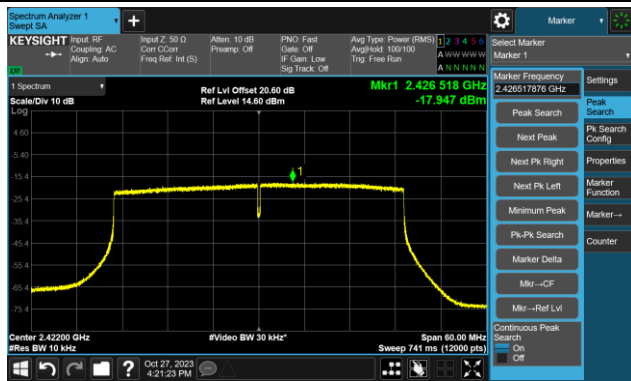 Spectrum Analyzer 1
Swept SA
+
Marker
KEYSIGHT
Input: RF
Coupling: AC
Align: Auto
Input Z: 50 Ω
Corr CCorr
Freq Ref: Int (S)
Atten: 10 dB
Preamp: Off
PNO: Fast
Gate: Off
IF Gain: Low
Sig Track: Off
Avg Type: Power (RMS)
Avg|Hold: 100/100
Trig: Free Run
1 2 3 4 5 6
A W W W W W
A N N N N N
Select Marker
Marker 1
1 Spectrum
Scale/Div 10 dB
Ref Lvl Offset 20.60 dB
Ref Level 14.60 dBm
Mkr1 2.426 518 GHz
-17.947 dBm
Log
4.60
-5.40
-15.4
-25.4
-35.4
-45.4
-55.4
-65.4
-75.4
1
Center 2.42200 GHz
#Res BW 10 kHz
#Video BW 30 kHz*
Span 60.00 MHz
Sweep 741 ms (12000 pts)
Marker Frequency
2.426517876 GHz
Peak Search
Next Peak
Next Pk Right
Next Pk Left
Minimum Peak
Pk-Pk Search
Marker Delta
Mkr→CF
Mkr→Ref Lvl
Continuous Peak
Search
On
Off
Settings
Peak
Search
Pk Search
Config
Properties
Marker
Function
Marker→
Counter
?
Oct 27, 2023
4:21:23 PM